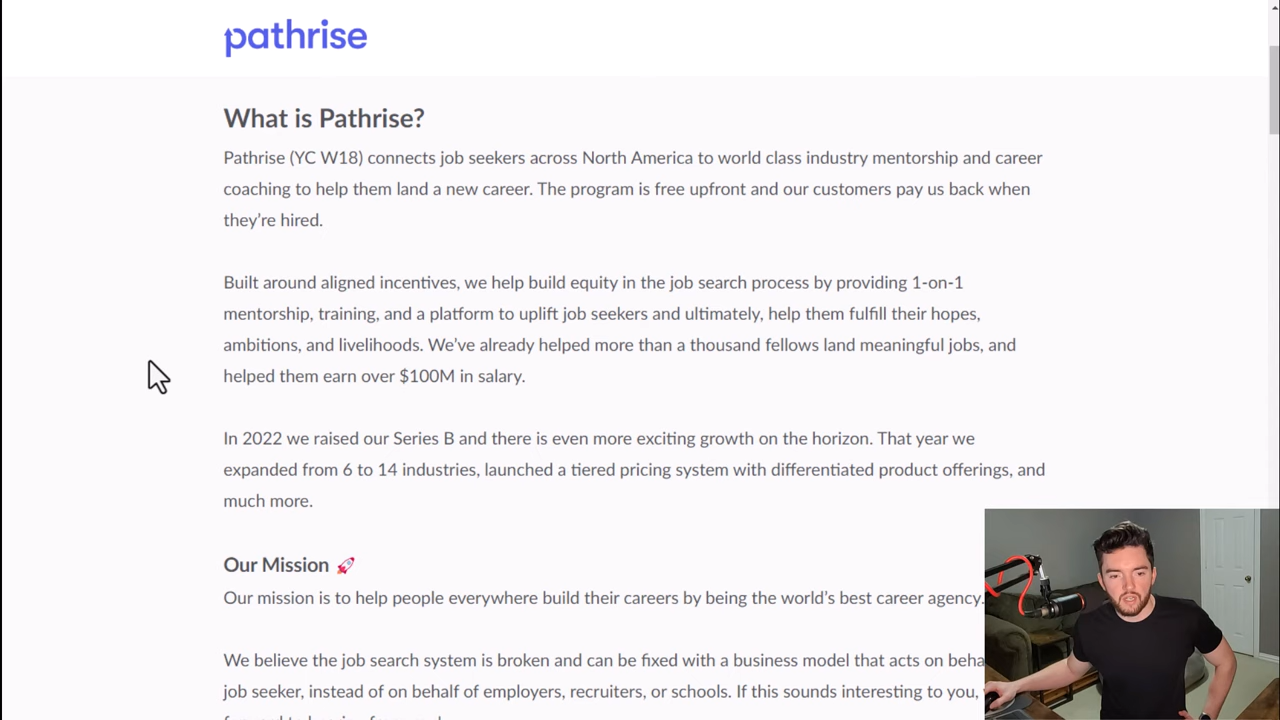 pathrise
What is Pathrise?
Pathrise (YC W18) connects job seekers across North America to world class industry mentorship and career
coaching to help them land a new career. The program is free upfront and our customers pay us back when
they're hired.
Built around aligned incentives, we help build equity in the job search process by providing 1-on-1
mentorship, training, and a platform to uplift job seekers and ultimately, help them fulfill their hopes,
ambitions, and livelihoods. We've already helped more than a thousand fellows land meaningful jobs, and
helped them earn over $100M in salary.
In 2022 we raised our Series B and there is even more exciting growth on the horizon. That year we
expanded from 6 to 14 industries, launched a tiered pricing system with differentiated product offerings, and
much more.
Our Mission 🚀
Our mission is to help people everywhere build their careers by being the world's best career agency.
We believe the job search system is broken and can be fixed with a business model that acts on
job seeker, instead of on behalf of employers, recruiters, or schools. If this sounds interesting to you,